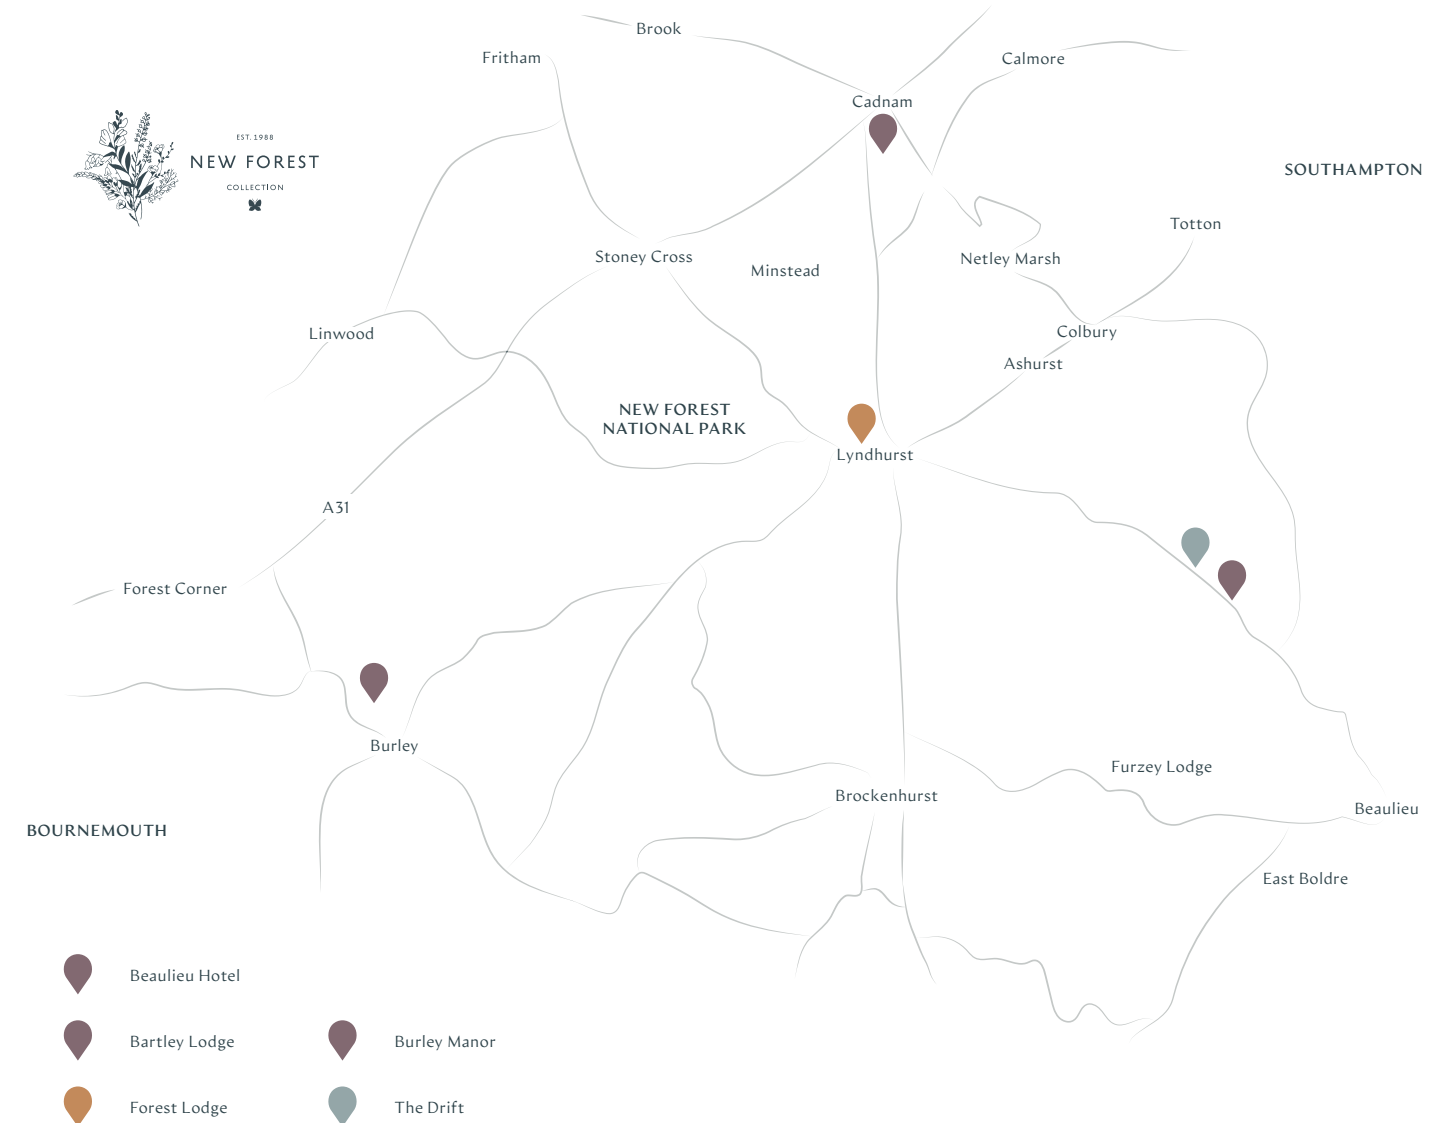 Brook
Fritham
Calmore
Cadnam
EST. 1988
NEW FOREST
COLLECTION
SOUTHAMPTON
Totton
Stoney Cross
Minstead
Netley Marsh
Linwood
Colbury
Ashurst
NEW FOREST
NATIONAL PARK
Lyndhurst
A31
Forest Corner
Burley
Furzey Lodge
Brockenhurst
Beaulieu
BOURNEMOUTH
East Boldre
Beaulieu Hotel
Bartley Lodge
Burley Manor
Forest Lodge
The Drift